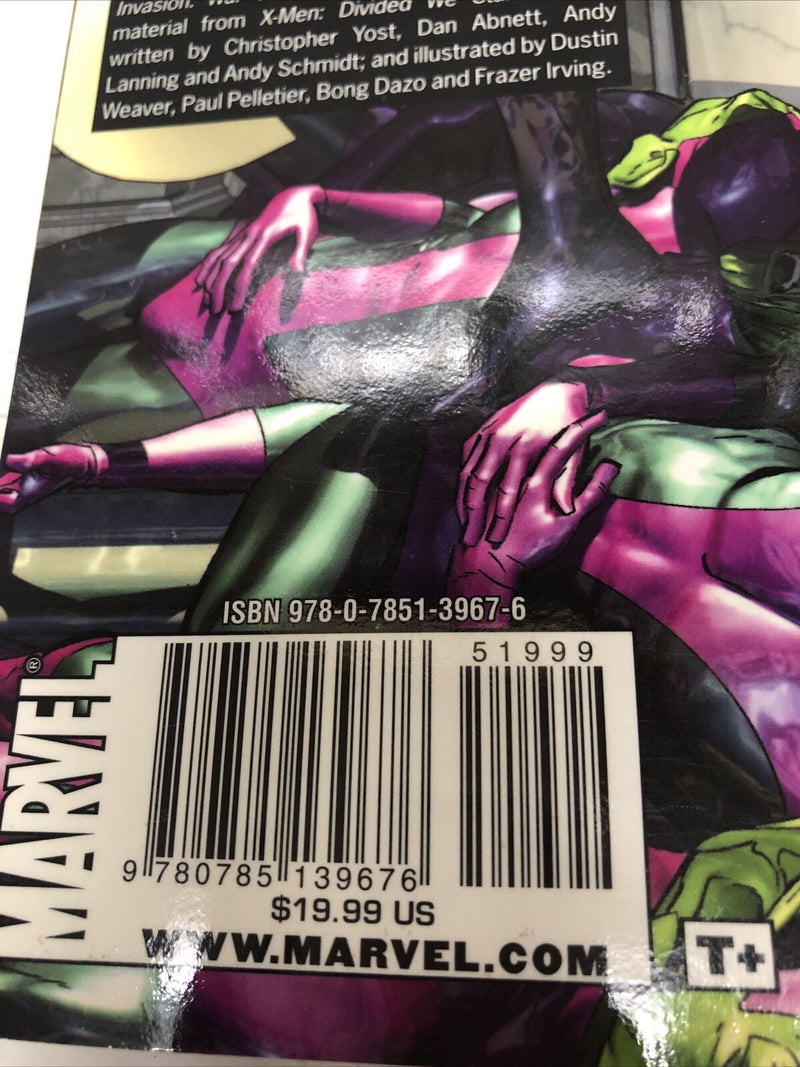 Invasion: War
material from X-Men: Divided We
written by Christopher Yost, Dan Abnett, Andy
Lanning and Andy Schmidt; and illustrated by Dustin
Weaver, Paul Pelletier, Bong Dazo and Frazer Irving.
ISBN 978-0-7851-3967-6
51999
MARVEL®
9 780785 139676
$19.99 US
WWW.MARVEL.COM
T+